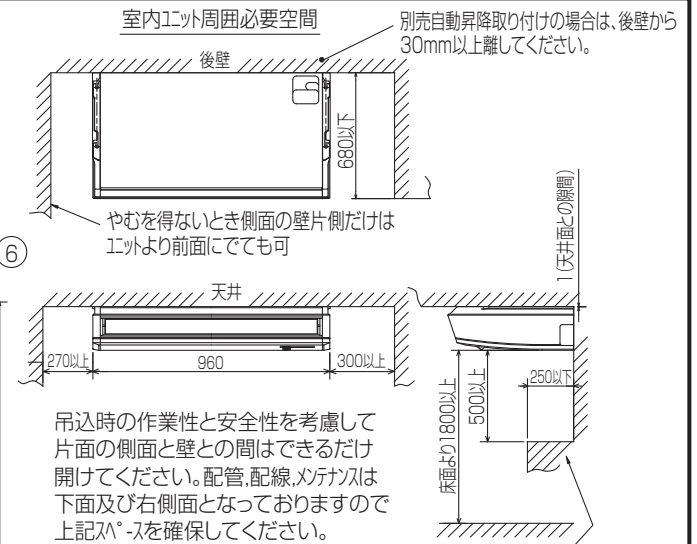 室内ユニット周囲必要空間
別売自動昇降取り付けの場合は、後壁から
30mm以上離してください。
後壁
680以下
やむを得ないとき側面の壁片側だけは
ユニットより前面にでても可
6
1(天井面との隙間)
天井
270以上
960
300以上
250以下
500以上
床面より1800以上
吊込時の作業性と安全性を考慮して
片面の側面と壁との間はできるだけ
開けてください。配管,配線,メンテナンスは
下面及び右側面となっておりますので
上記スペースを確保してください。